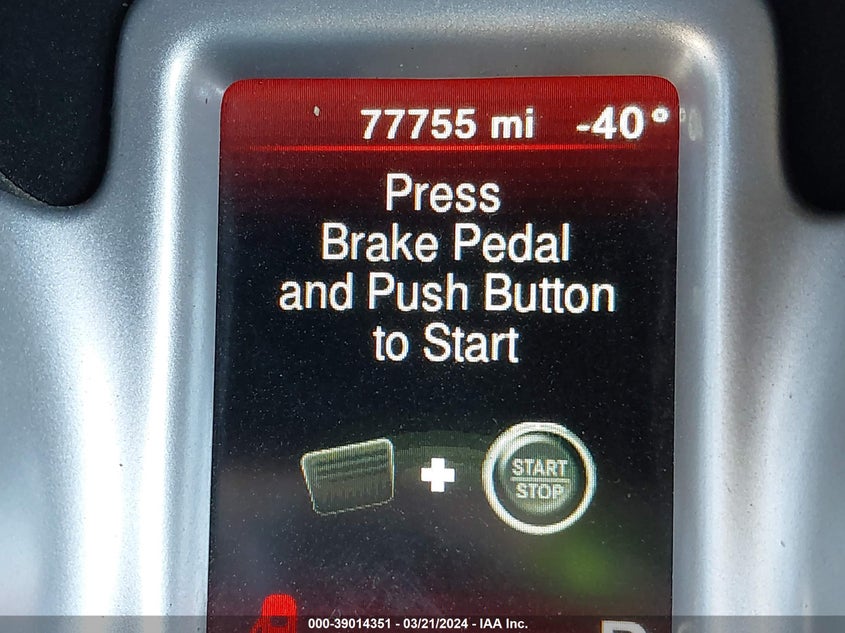 77755 mi -40°
Press
Brake Pedal
and Push Button
to Start
START
STOP
000-39014351 - 03/21/2024 - IAA Inc.